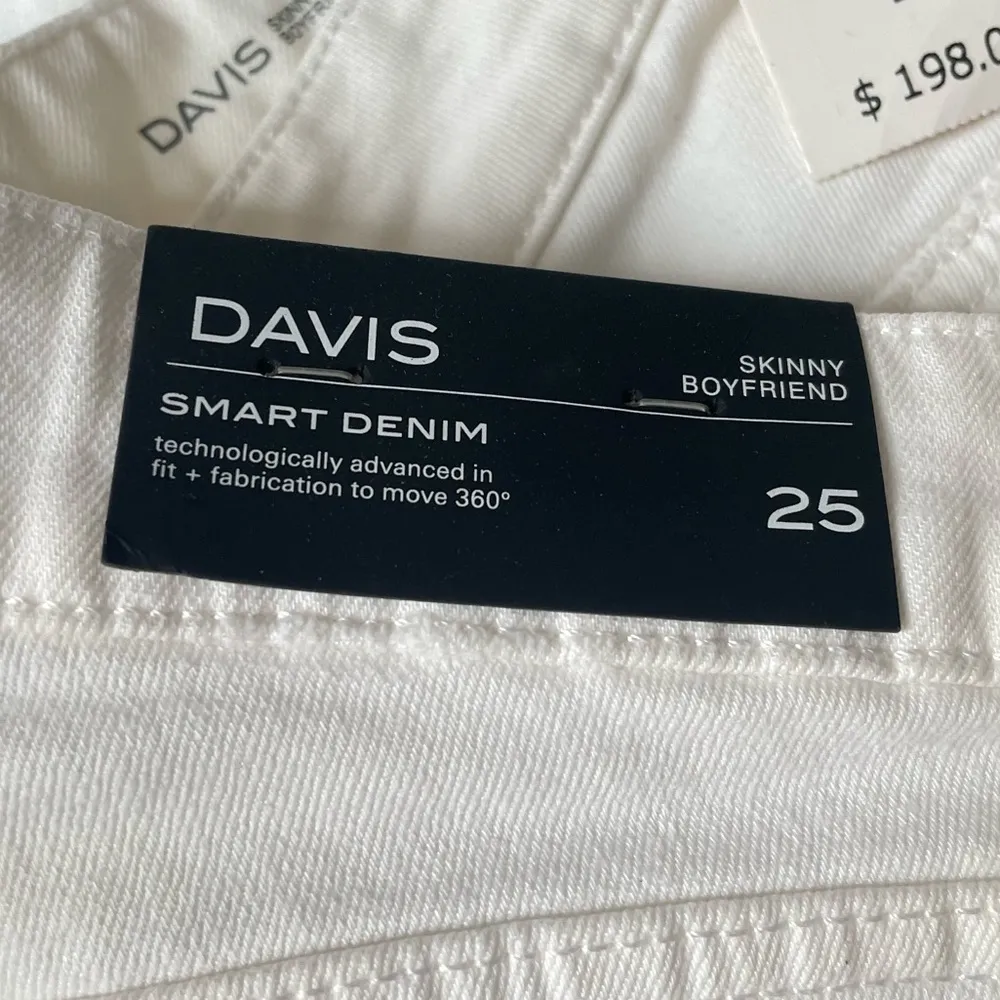 DAVIS
$ 198.0
DAVIS
SKINNY
BOYFRIEND
SMART DENIM
technologically advanced in
fit + fabrication to move 360°
25